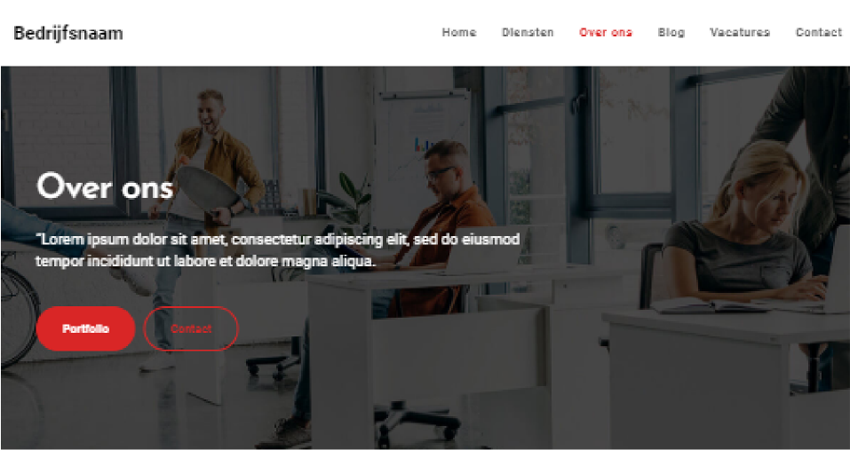 Bedrijfsnaam
Home Diensten Over ons Blog Vacatures Contact
Over ons
"Lorem ipsum dolor sit amet, consectetur adipiscing elit, sed do eiusmod
tempor incididunt ut labore et dolore magna aliqua.
Portfolio Contact